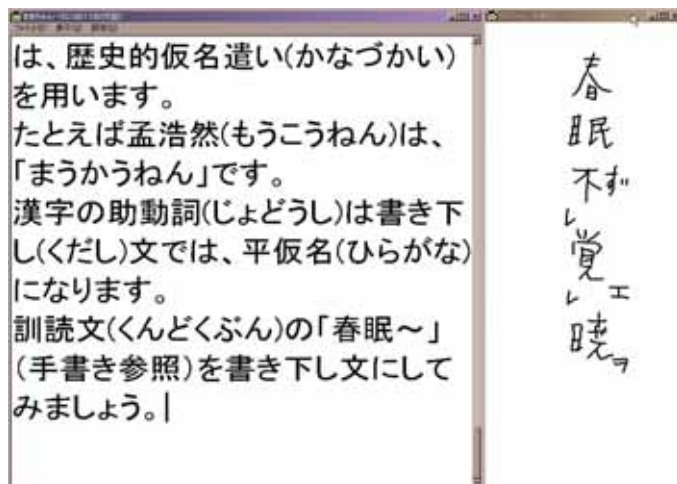 は、歴史的仮名遣い(かなづかい)
を用います。
たとえば孟浩然(もうこうねん)は、
「まうかうねん」です。
漢字の助動詞(じょどうし)は書き下
し(くだし)文では、平仮名(ひらがな)
になります。
訓読文(くんどくぶん)の「春眠～」
(手書き参照)を書き下し文にして
みましょう。
春
眠
不ず
レ
覚エ
レ
暁ヲ